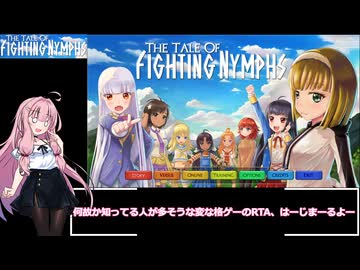 THE TALE OF
FIGHTING NYMPHS
THE TALE OF
FIGHTING NYMPHS
STORY
VERSUS
ONLINE
TRAINING
OPTIONS
CREDITS
EXIT
何故か知ってる人が多そうな変な格ゲーのRTA、はーじまーるよー